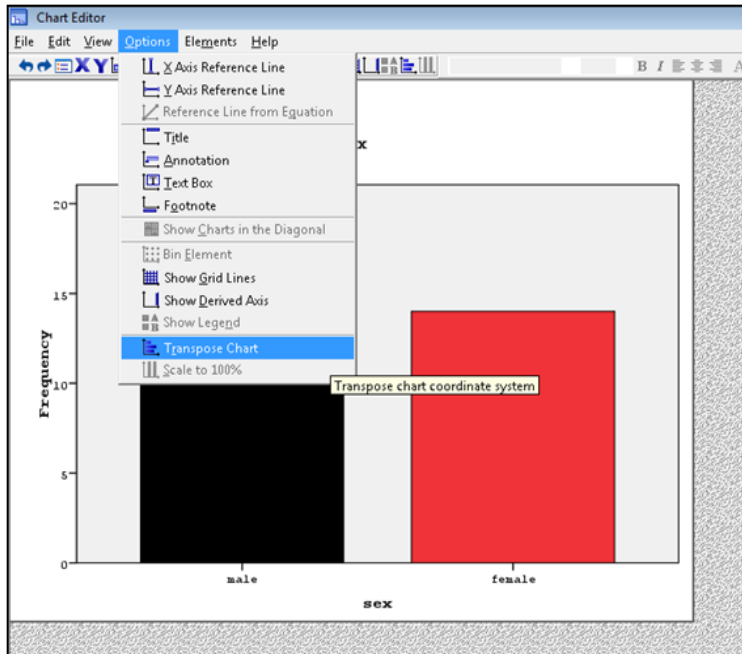 Chart Editor
File Edit View Options Elements Help
X Y
B I
X Axis Reference Line
Y Axis Reference Line
Reference Line from Equation
Title
Annotation
Text Box
Footnote
Show Charts in the Diagonal
Bin Element
Show Grid Lines
Show Derived Axis
Show Legend
Transpose Chart
Scale to 100%
Transpose chart coordinate system
x
20
15
10
5
0
Frequency
male female
sex